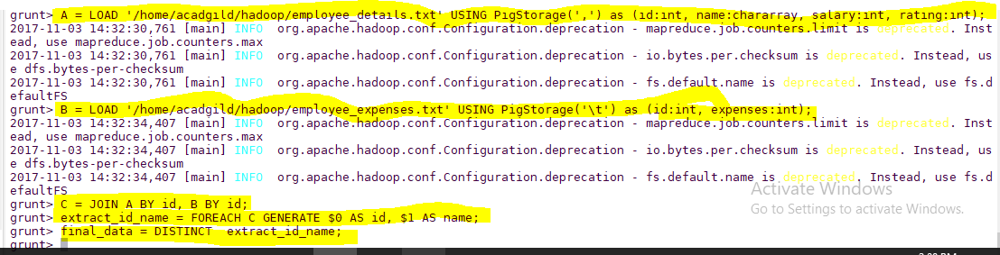 grunt> A = LOAD '/home/acadgild/hadoop/employee_details.txt' USING PigStorage(',') as (id:int, name:chararray, salary:int, rating:int);
2017-11-03 14:32:30,761 [main] INFO  org.apache.hadoop.conf.Configuration.deprecation - mapreduce.job.counters.limit is deprecated. Inst
ead, use mapreduce.job.counters.max
2017-11-03 14:32:30,761 [main] INFO  org.apache.hadoop.conf.Configuration.deprecation - io.bytes.per.checksum is deprecated. Instead, us
e dfs.bytes-per-checksum
2017-11-03 14:32:30,761 [main] INFO  org.apache.hadoop.conf.Configuration.deprecation - fs.default.name is deprecated. Instead, use fs.d
efaultFS
grunt> B = LOAD '/home/acadgild/hadoop/employee_expenses.txt' USING PigStorage('\t') as (id:int, expenses:int);
2017-11-03 14:32:34,407 [main] INFO  org.apache.hadoop.conf.Configuration.deprecation - mapreduce.job.counters.limit is deprecated. Inst
ead, use mapreduce.job.counters.max
2017-11-03 14:32:34,407 [main] INFO  org.apache.hadoop.conf.Configuration.deprecation - io.bytes.per.checksum is deprecated. Instead, us
e dfs.bytes-per-checksum
2017-11-03 14:32:34,407 [main] INFO  org.apache.hadoop.conf.Configuration.deprecation - fs.default.name is deprecated. Instead, use fs.d
efaultFS
Activate Windows
grunt> C = JOIN A BY id, B BY id;
Go to Settings to activate Windows.
grunt> extract_id_name = FOREACH C GENERATE $0 AS id, $1 AS name;
grunt> final_data = DISTINCT  extract_id_name;
grunt>